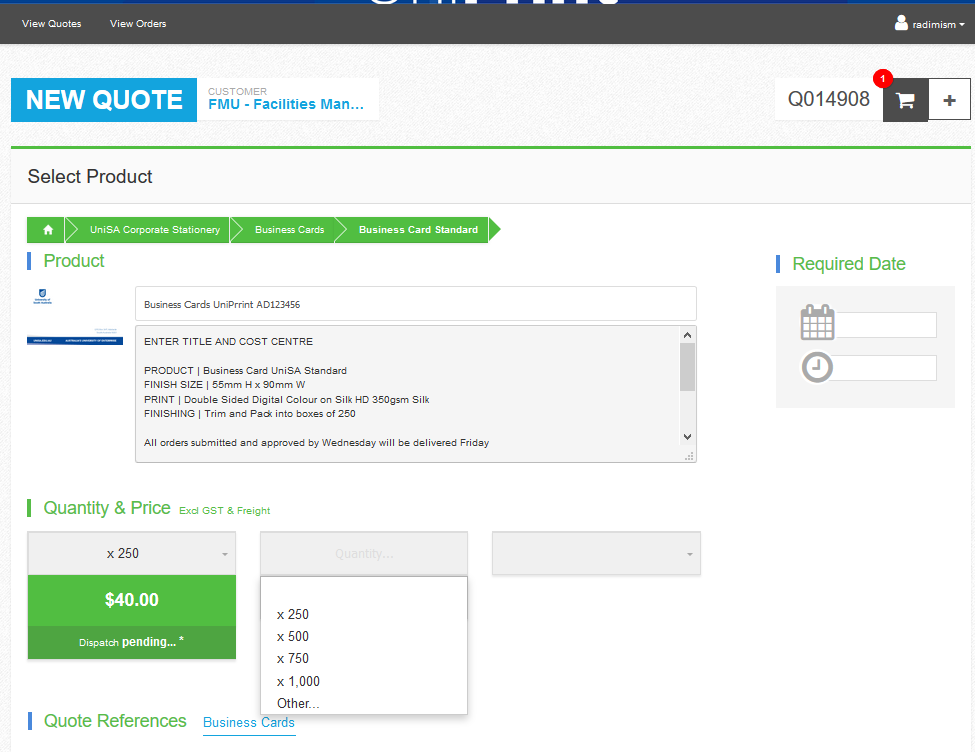 View Quotes
View Orders
radimism
NEW QUOTE
CUSTOMER
FMU - Facilities Man...
Q014908
1
+
Select Product
UniSA Corporate Stationery
Business Cards
Business Card Standard
Product
Required Date
Business Cards UniPrrint AD123456
ENTER TITLE AND COST CENTRE
PRODUCT | Business Card UniSA Standard
FINISH SIZE | 55mm H x 90mm W
PRINT | Double Sided Digital Colour on Silk HD 350gsm Silk
FINISHING | Trim and Pack into boxes of 250
All orders submitted and approved by Wednesday will be delivered Friday
Quantity & Price Excl GST & Freight
x 250
Quantity...
$40.00
Dispatch pending... *
x 250
x 500
x 750
x 1,000
Other...
Quote References
Business Cards